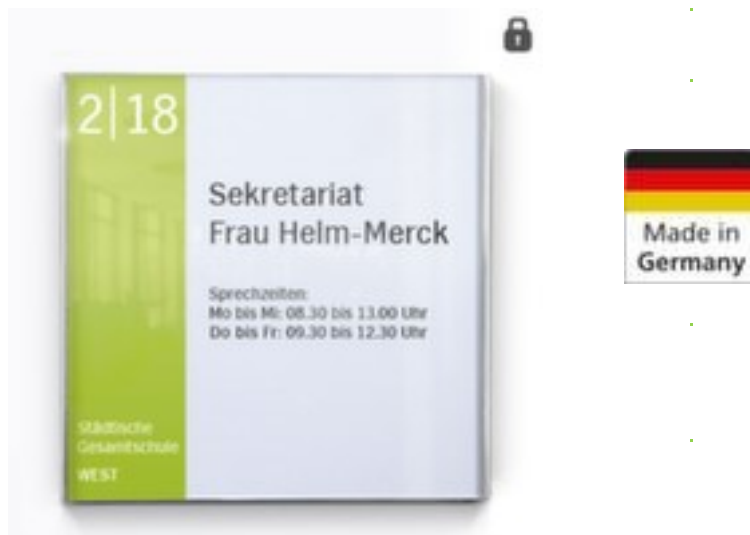 2|18
Sekretariat
Frau Helm-Merck
Sprechzeiten:
Mo bis Mi: 08.30 bis 13.00 Uhr
Do bis Fr: 09.30 bis 12.30 Uhr
Städtische
Gesamtschule
WEST
Made in
Germany